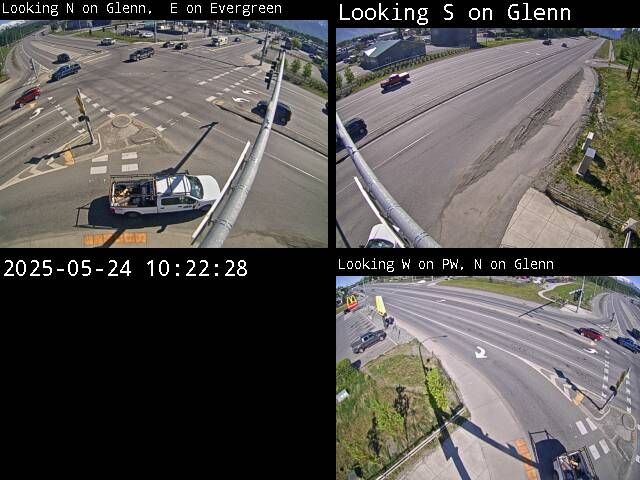 Looking N on Glenn,  E on Evergreen
Looking S on Glenn
2025-05-24 10:22:28
Looking W on PW, N on Glenn